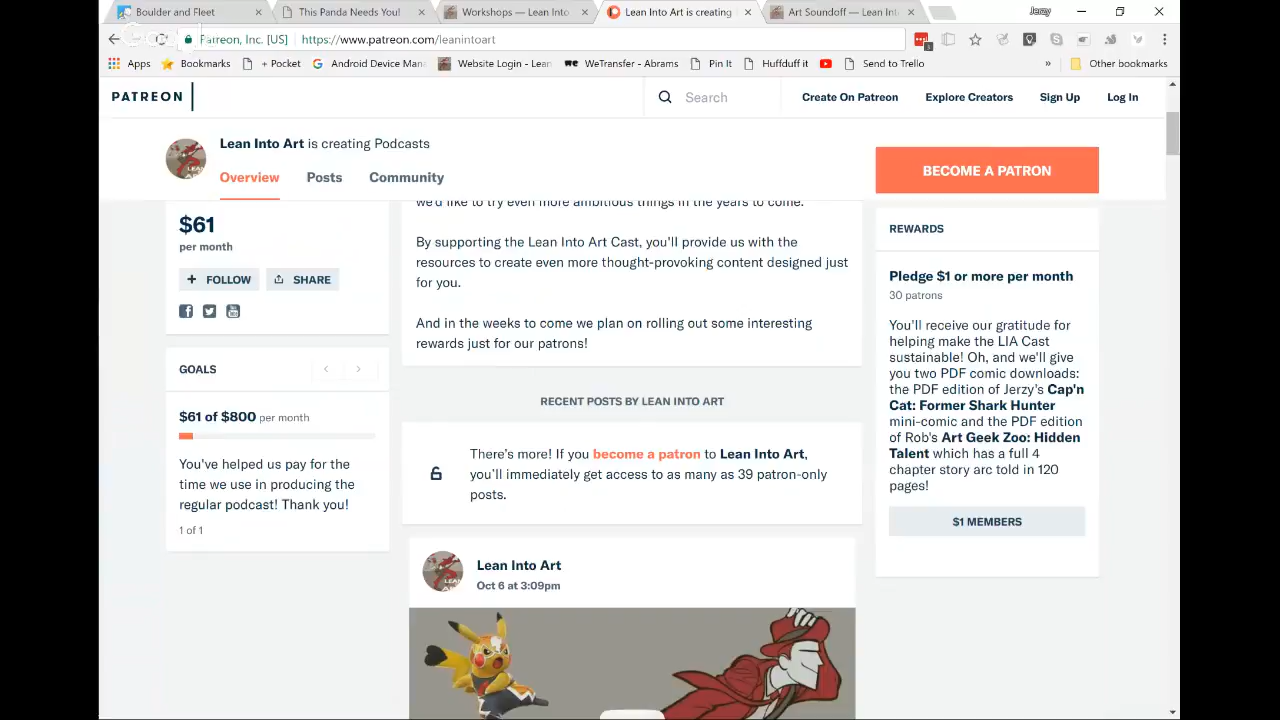 Boulder and Fleet
This Panda Needs You!
Workshops — Lean Into
Lean Into Art is creating
Art Soundoff — Lean Int
Jerzy
Patreon, Inc. [US]
https://www.patreon.com/leanintoart
Apps
Bookmarks
+ Pocket
Android Device Man
Website Login - Lean
WeTransfer - Abrams
Pin It
Huffduff it
Send to Trello
»
Other bookmarks
PATREON
Search
Create On Patreon
Explore Creators
Sign Up
Log In
Lean Into Art is creating Podcasts
Overview
Posts
Community
BECOME A PATRON
$61
per month
+ FOLLOW
SHARE
GOALS
$61 of $800 per month
You've helped us pay for the
time we use in producing the
regular podcast! Thank you!
1 of 1
we'd like to try even more ambitious things in the years to come.
By supporting the Lean Into Art Cast, you'll provide us with the
resources to create even more thought-provoking content designed just
for you.
And in the weeks to come we plan on rolling out some interesting
rewards just for our patrons!
RECENT POSTS BY LEAN INTO ART
There's more! If you become a patron to Lean Into Art,
you'll immediately get access to as many as 39 patron-only
posts.
Lean Into Art
Oct 6 at 3:09pm
REWARDS
Pledge $1 or more per month
30 patrons
You'll receive our gratitude for
helping make the LIA Cast
sustainable! Oh, and we'll give
you two PDF comic downloads:
the PDF edition of Jerzy's Cap'n
Cat: Former Shark Hunter
mini-comic and the PDF edition
of Rob's Art Geek Zoo: Hidden
Talent which has a full 4
chapter story arc told in 120
pages!
$1 MEMBERS